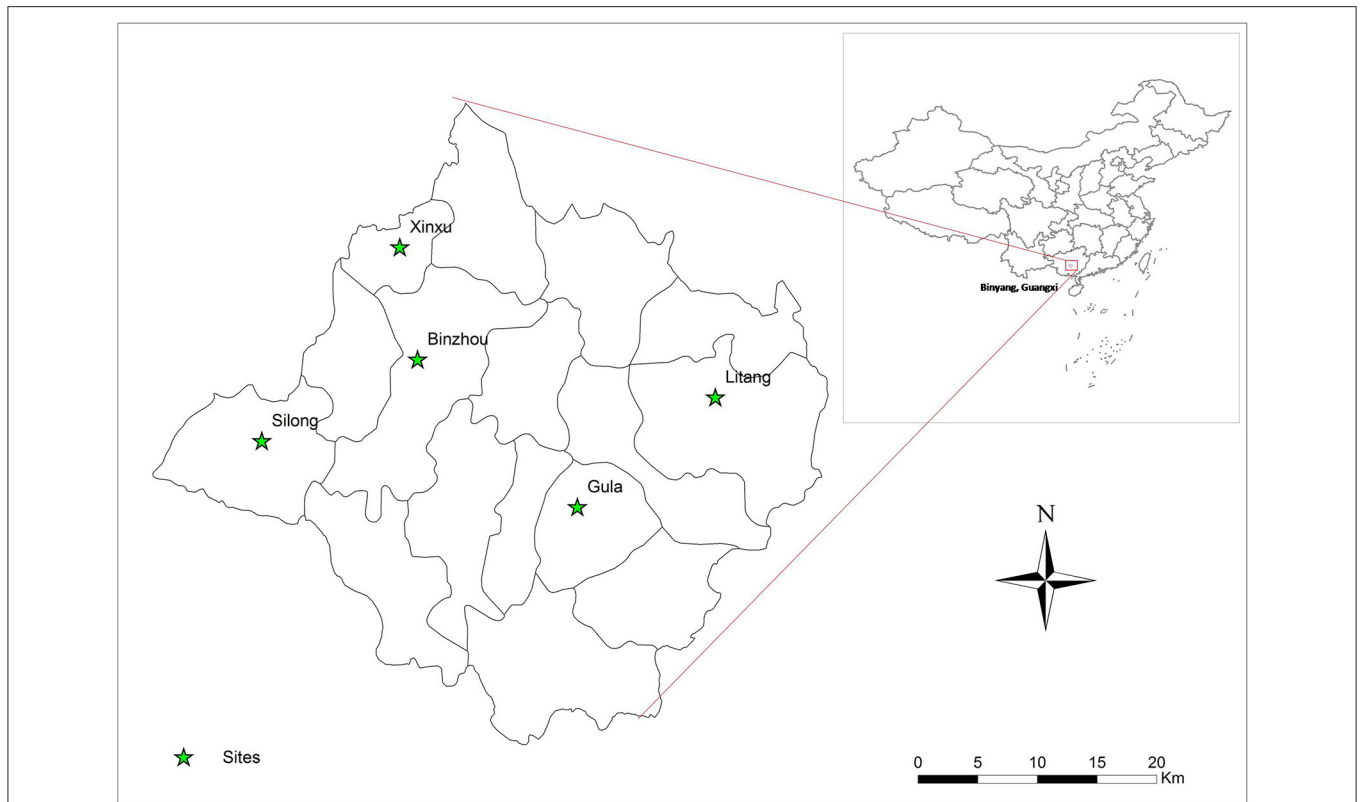 Xinxu
Binzhou
Litang
Silong
Gula
Binyang, Guangxi
N
Sites
0 5 10 15 20
Km